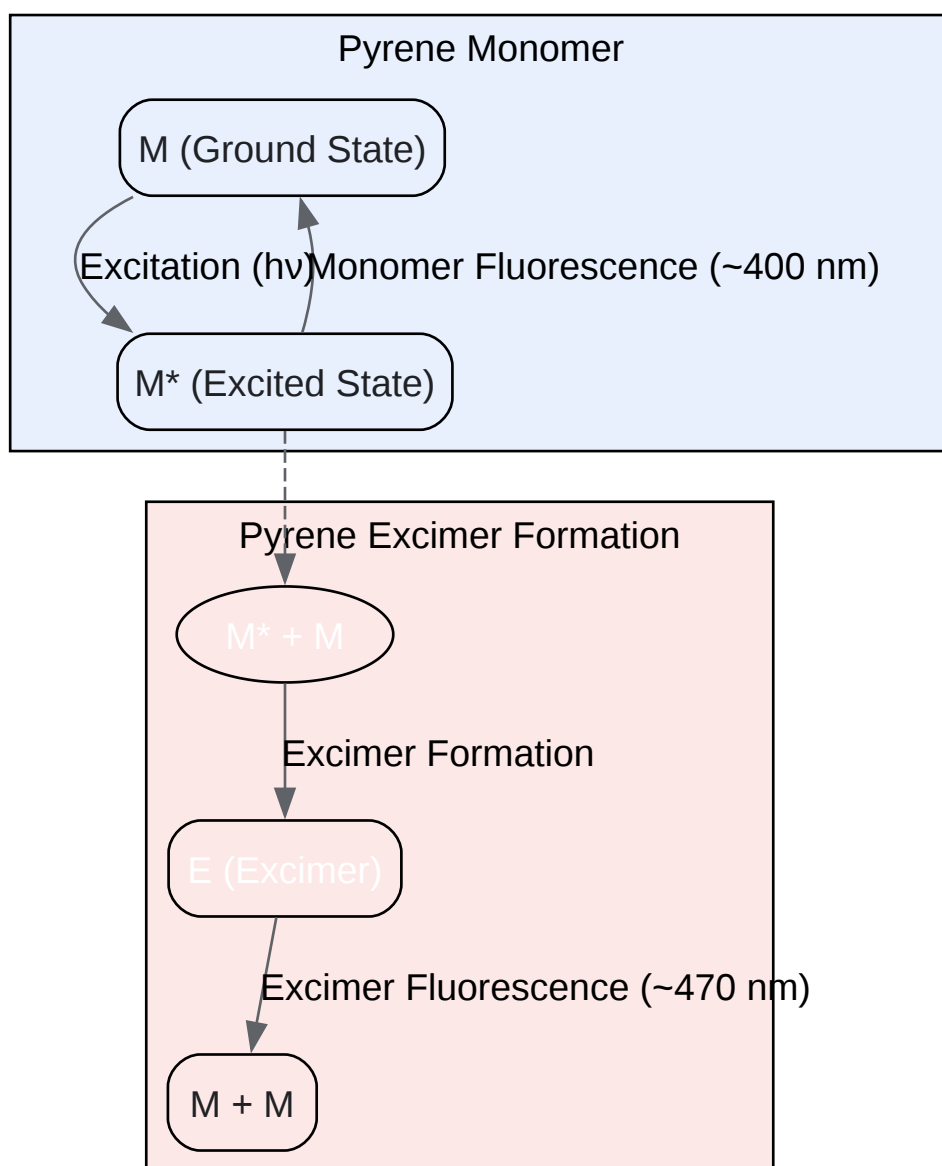 Pyrene Monomer
M (Ground State)
Excitation (hν)
Monomer Fluorescence (~400 nm)
M* (Excited State)
Pyrene Excimer Formation
M* + M
Excimer Formation
E (Excimer)
Excimer Fluorescence (~470 nm)
M + M